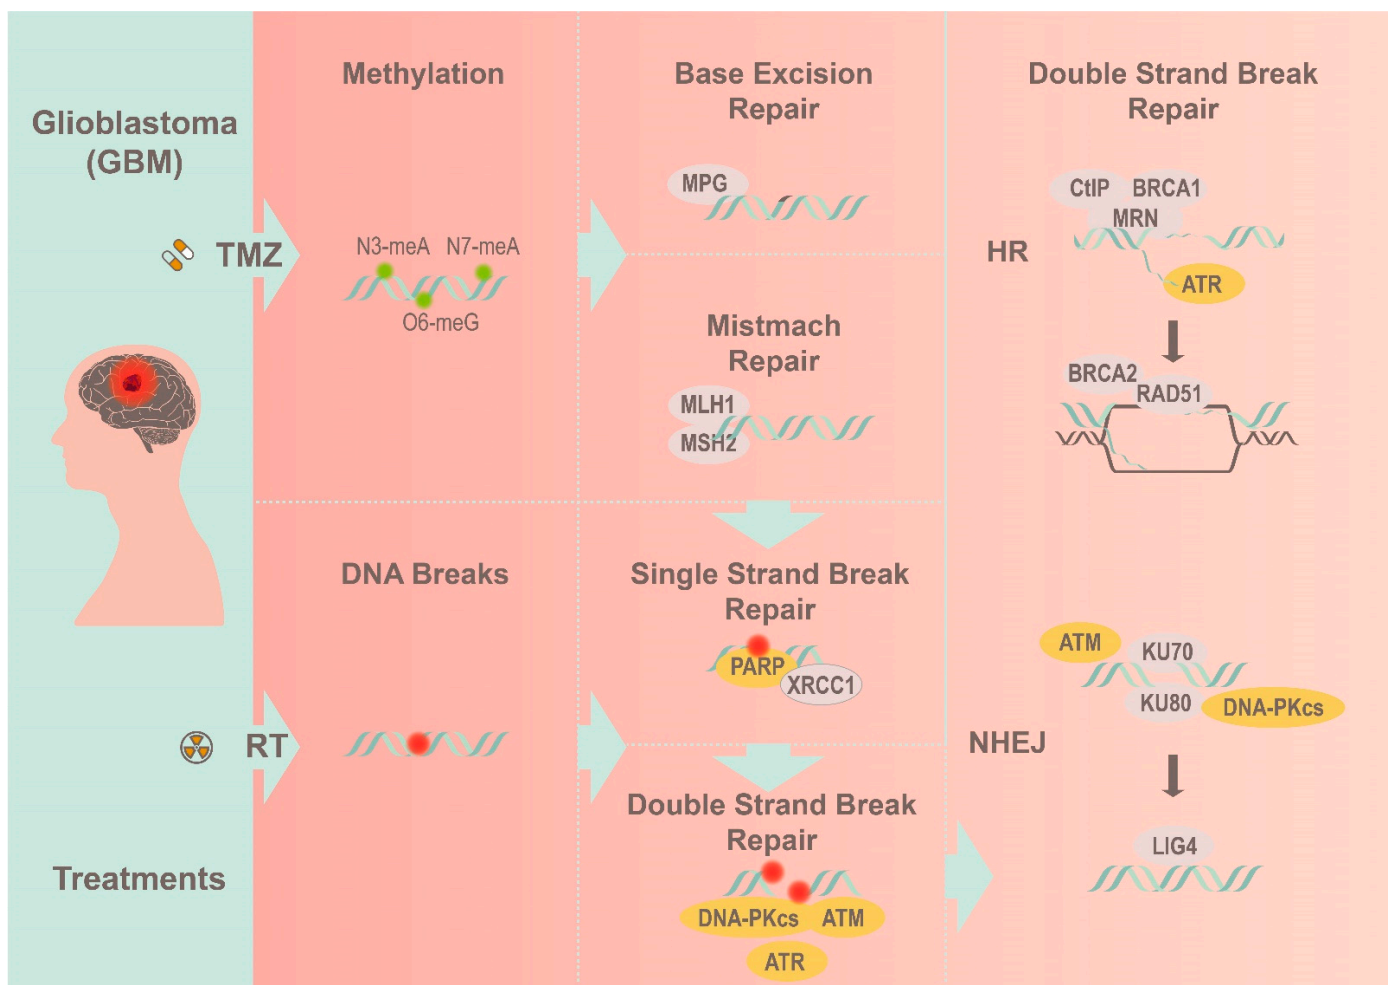 Glioblastoma
(GBM)
TMZ
RT
Treatments
Methylation
N3-meA
N7-meA
O6-meG
DNA Breaks
Base Excision
Repair
MPG
Mistmach
Repair
MLH1
MSH2
Single Strand Break
Repair
PARP
XRCC1
Double Strand Break
Repair
DNA-PKcs
ATM
ATR
Double Strand Break
Repair
HR
CtIP
BRCA1
MRN
ATR
BRCA2
RAD51
NHEJ
ATM
KU70
KU80
DNA-PKcs
LIG4